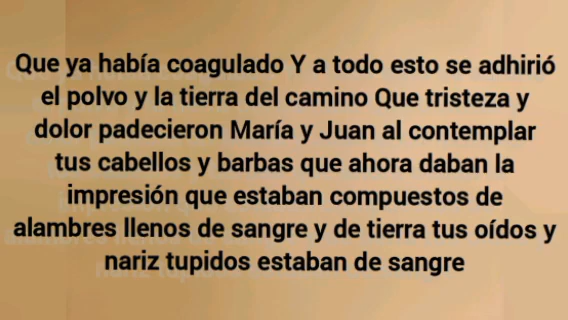 Que ya había coagulado Y a todo esto se adhirió
el polvo y la tierra del camino Que tristeza y
dolor padecieron María y Juan al contemplar
tus cabellos y barbas que ahora daban la
impresión que estaban compuestos de
alambres llenos de sangre y de tierra tus oídos y
nariz tupidos estaban de sangre